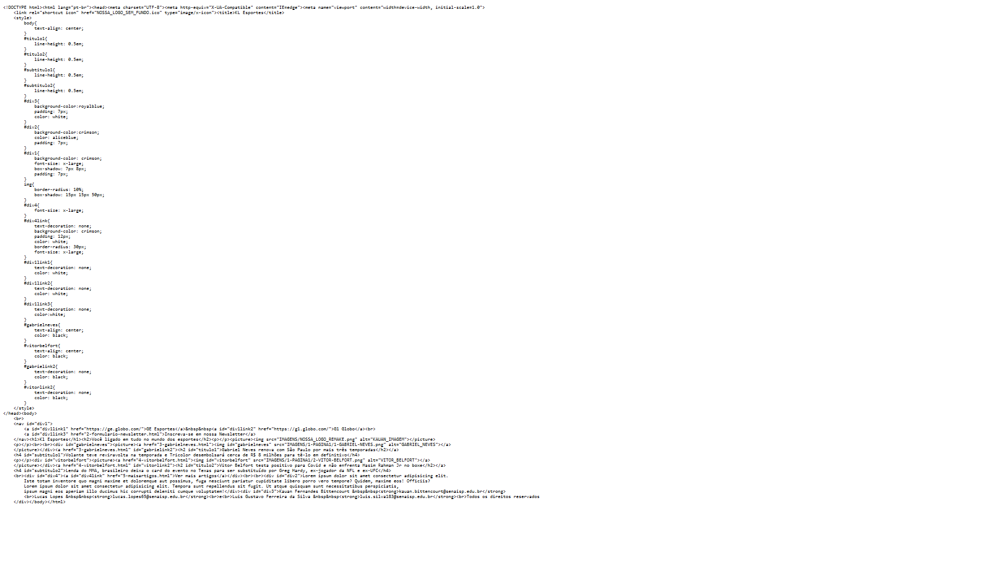 <!DOCTYPE html><html lang="pt-br"><head><meta charset="UTF-8"><meta http-equiv="X-UA-Compatible" content="IE=edge"><meta name="viewport" content="width=device-width, initial-scale=1.0">
<link rel="shortcut icon" href="NOSSA_LOGO_SEM_FUNDO.ico" type="image/x-icon"><title>KL Esportes</title>
<style>
body{
text-align: center;
}
#titulo1{
line-height: 0.5em;
}
#titulo2{
line-height: 0.5em;
}
#subtitulo1{
line-height: 0.5em;
}
#subtitulo2{
line-height: 0.5em;
}
#div3{
background-color:royalblue;
padding: 7px;
color: white;
}
#div2{
background-color:crimson;
color: aliceblue;
padding: 7px;
}
#div1{
background-color: crimson;
font-size: x-large;
box-shadow: 7px 8px;
padding: 7px;
}
img{
border-radius: 10%;
box-shadow: 15px 15px 50px;
}
#div4{
font-size: x-large;
}
#div4link{
text-decoration: none;
background-color: crimson;
padding: 12px;
color: white;
border-radius: 30px;
font-size: x-large;
}
#div1link1{
text-decoration: none;
color: white;
}
#div1link2{
text-decoration: none;
color: white;
}
#div1link3{
text-decoration: none;
color:white;
}
#gabrielneves{
text-align: center;
color: black;
}
#vitorbelfort{
text-align: center;
color: black;
}
#gabrielink2{
text-decoration: none;
color: black;
}
#vitorlink2{
text-decoration: none;
color: black;
}
</style>
</head><body>
<br>
<nav id="div1">
<a id="div1link1" href="https://ge.globo.com/">GE Esportes</a>&nbsp&nbsp<a id="div1link2" href="https://g1.globo.com/">G1 Globo</a><br>
<a id="div1link3" href="2-formulario-newsletter.html">Inscreva-se em nossa Newsletter</a>
</nav><h1>Kl Esportes</h1><h2>Você ligado em tudo no mundo dos esportes</h2><p></p><picture><img src="IMAGENS/NOSSA_LOGO_REMAKE.png" alt="KAUAN_IMAGEM"></picture>
<p></p><br><br><div id="gabrielneves"><picture><a href="3-gabrielneves.html"><img id="gabrielneves" src="IMAGENS/1-PAGINA1/1-GABRIEL-NEVES.png" alt="GABRIEL_NEVES"></a>
</picture></div><a href="3-gabrielneves.html" id="gabrielink2"><h2 id="titulo1">Gabriel Neves renova com São Paulo por mais três temporadas</h2></a>
<h4 id="subtitulo1">Volante teve reviravolta na temporada e Tricolor desembolsará cerca de R$ 8 milhões para tê-lo em definitivo</h4>
<p></p><div id="vitorbelfort"><picture><a href="4-vitorbelfort.html"><img id="vitorbelfort" src="IMAGENS/1-PAGINA1/2-VITOR-BELFORT.png" alt="VITOR_BELFORT"></a>
</picture></div><a href="4-vitorbelfort.html" id="vitorlink2"><h2 id="titulo2">Vitor Belfort testa positivo para Covid e não enfrenta Hasim Rahman Jr no boxe</h2></a>
<h4 id="subtitulo2">Lenda do MMA, brasileiro deixa o card do evento no Texas para ser substituído por Greg Hardy, ex-jogador da NFL e ex-UFC</h4>
<br><div id="div4"><a id="div4link" href="5-maisartigos.html">Ver mais artigos</a></div><br><br><div id="div2">Lorem ipsum dolor sit amet consectetur adipisicing elit.
Iste totam inventore quo magni maxime et doloremque aut possimus, fuga nesciunt pariatur cupiditate libero porro vero tempore? Quidem, maxime eos! Officiis?
Lorem ipsum dolor sit amet consectetur adipisicing elit. Tempora sunt repellendus sit fugit. Ut atque quisquam sunt necessitatibus perspiciatis,
ipsum magni eos aperiam illo ducimus hic corrupti deleniti cumque voluptatem!</div><div id="div3">Kauan Fernandes Bittencourt &nbsp&nbsp<strong>kauan.bittencourt@senaisp.edu.br</strong>
<br>Lucas Lopes &nbsp&nbsp<strong>lucas.lopes65@senaisp.edu.br</strong><br>e<br>Luis Gustavo Ferreira da Silva &nbsp&nbsp<strong>luis.silva183@senaisp.edu.br</strong><br>Todos os direitos reservados
</div></body></html>